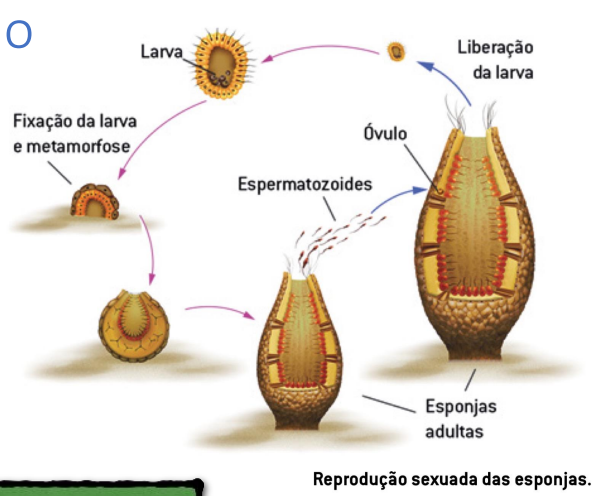 O
Larva
Liberação
da larva
Fixação da larva
e metamorfose
Óvulo
Espermatozoides
Esponjas
adultas
Reprodução sexuada das esponjas.